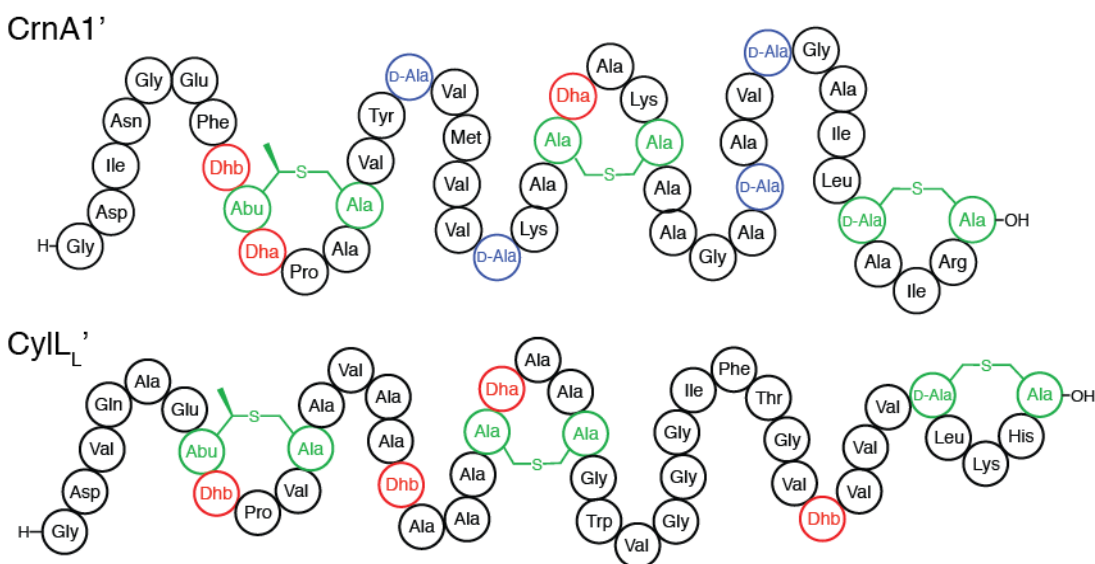 CrnA1'
H
Gly
Asp
Ile
Asn
Gly
Glu
Phe
Dhb
Abu
S
Dha
Pro
Ala
Ala
Val
Tyr
D-Ala
Val
Met
Val
Val
D-Ala
Lys
Ala
Ala
S
Dha
Ala
Lys
Ala
Ala
Ala
Gly
Ala
D-Ala
Ala
Val
D-Ala
Gly
Ala
Ile
Leu
D-Ala
S
Ala
Ile
Arg
Ala
OH
CylLL'
H
Gly
Asp
Val
Gln
Ala
Glu
Abu
S
Dhb
Pro
Val
Ala
Ala
Val
Ala
Ala
Dhb
Ala
Ala
Ala
Ala
S
Dha
Ala
Ala
Ala
Gly
Trp
Val
Gly
Gly
Gly
Ile
Phe
Thr
Gly
Val
Dhb
Val
Val
Val
D-Ala
S
Leu
Lys
His
Ala
OH